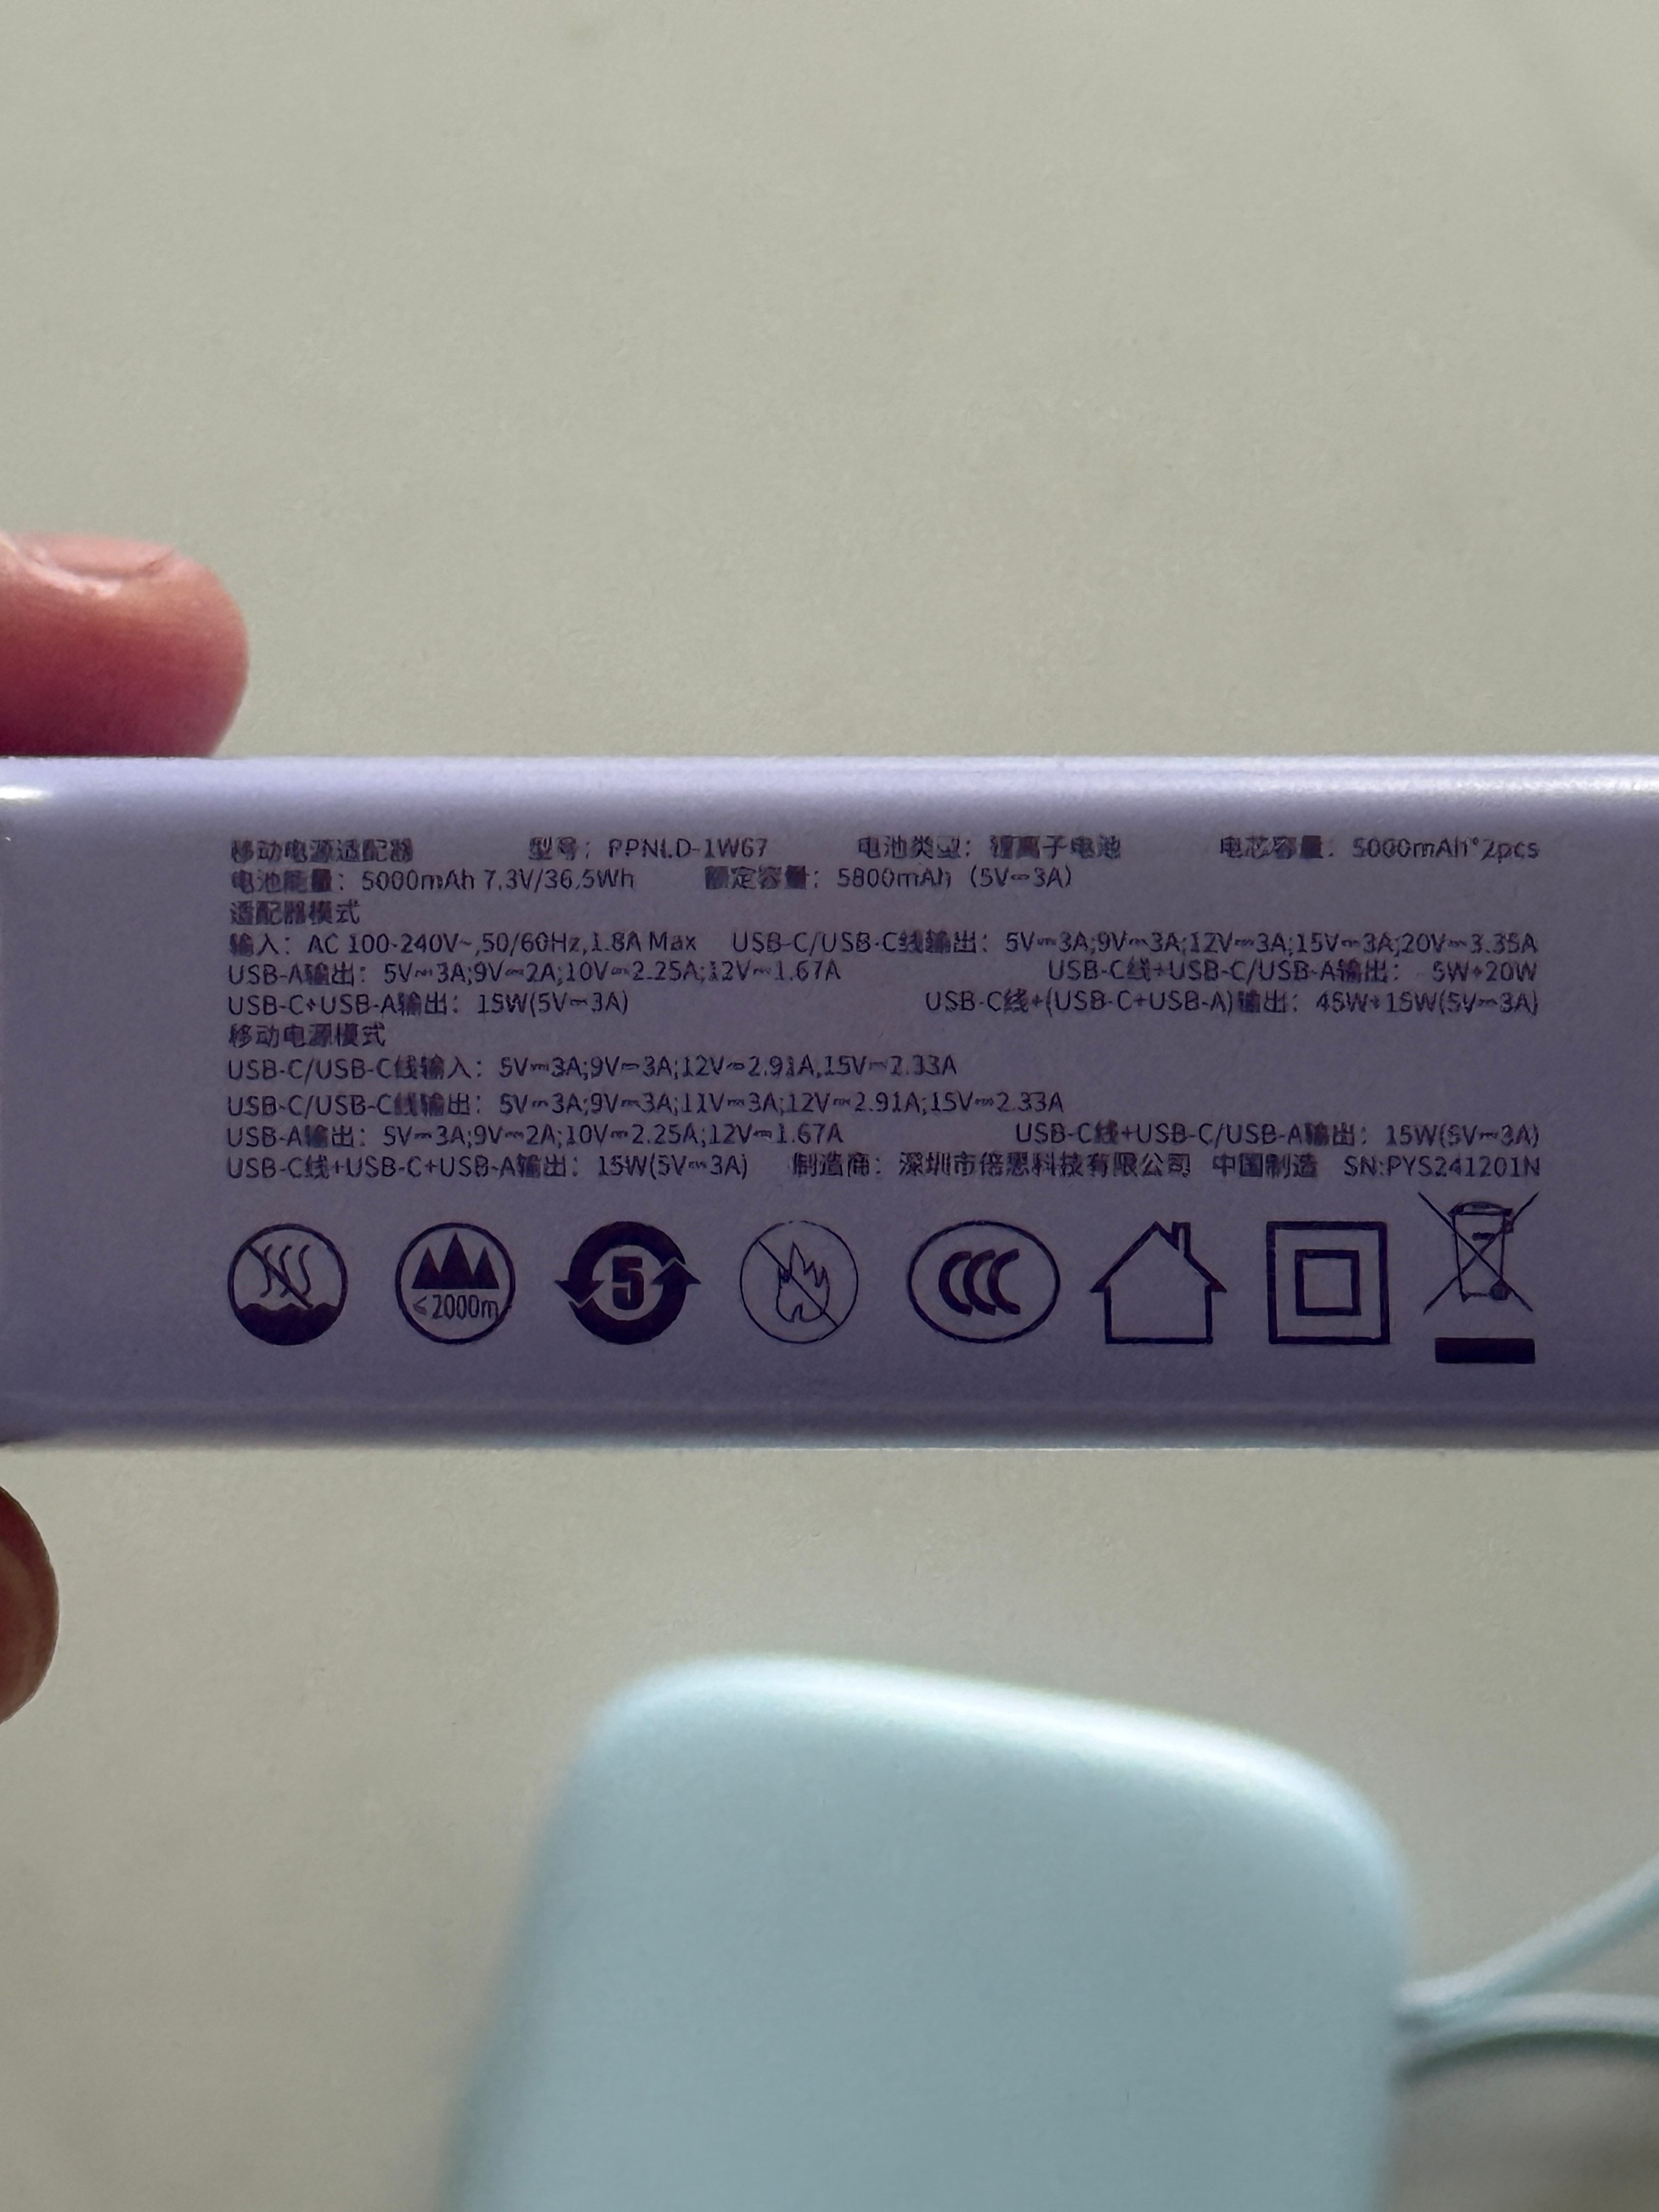 移动电源适配器 型号：PPNLD-1W67 电池类型：锂离子电池 电芯容量：5000mAh*2pcs
电池能量：5000mAh 7.3V/36.5Wh 额定容量：5800mAh（5V⎓3A）
适配器模式
输入：AC 100-240V~,50/60Hz,1.8A Max USB-C/USB-C线输出：5V⎓3A;9V⎓3A;12V⎓3A;15V⎓3A;20V⎓3.35A
USB-A输出：5V⎓3A;9V⎓2A;10V⎓2.25A;12V⎓1.67A USB-C线+USB-C/USB-A输出： +20W
USB-C+USB-A输出：15W(5V⎓3A) USB-C线+(USB-C+USB-A)输出：45W+15W(5V⎓3A)
移动电源模式
USB-C/USB-C线输入：5V⎓3A;9V⎓3A;12V⎓2.91A,15V⎓2.33A
USB-C/USB-C线输出：5V⎓3A;9V⎓3A;11V⎓3A;12V⎓2.91A;15V⎓2.33A
USB-A输出：5V⎓3A;9V⎓2A;10V⎓2.25A;12V⎓1.67A USB-C线+USB-C/USB-A输出：15W(5V⎓3A)
USB-C线+USB-C+USB-A输出：15W(5V⎓3A) 制造商：深圳市倍思科技有限公司 中国制造 SN:PYS241201N
≤2000m 5 CCC